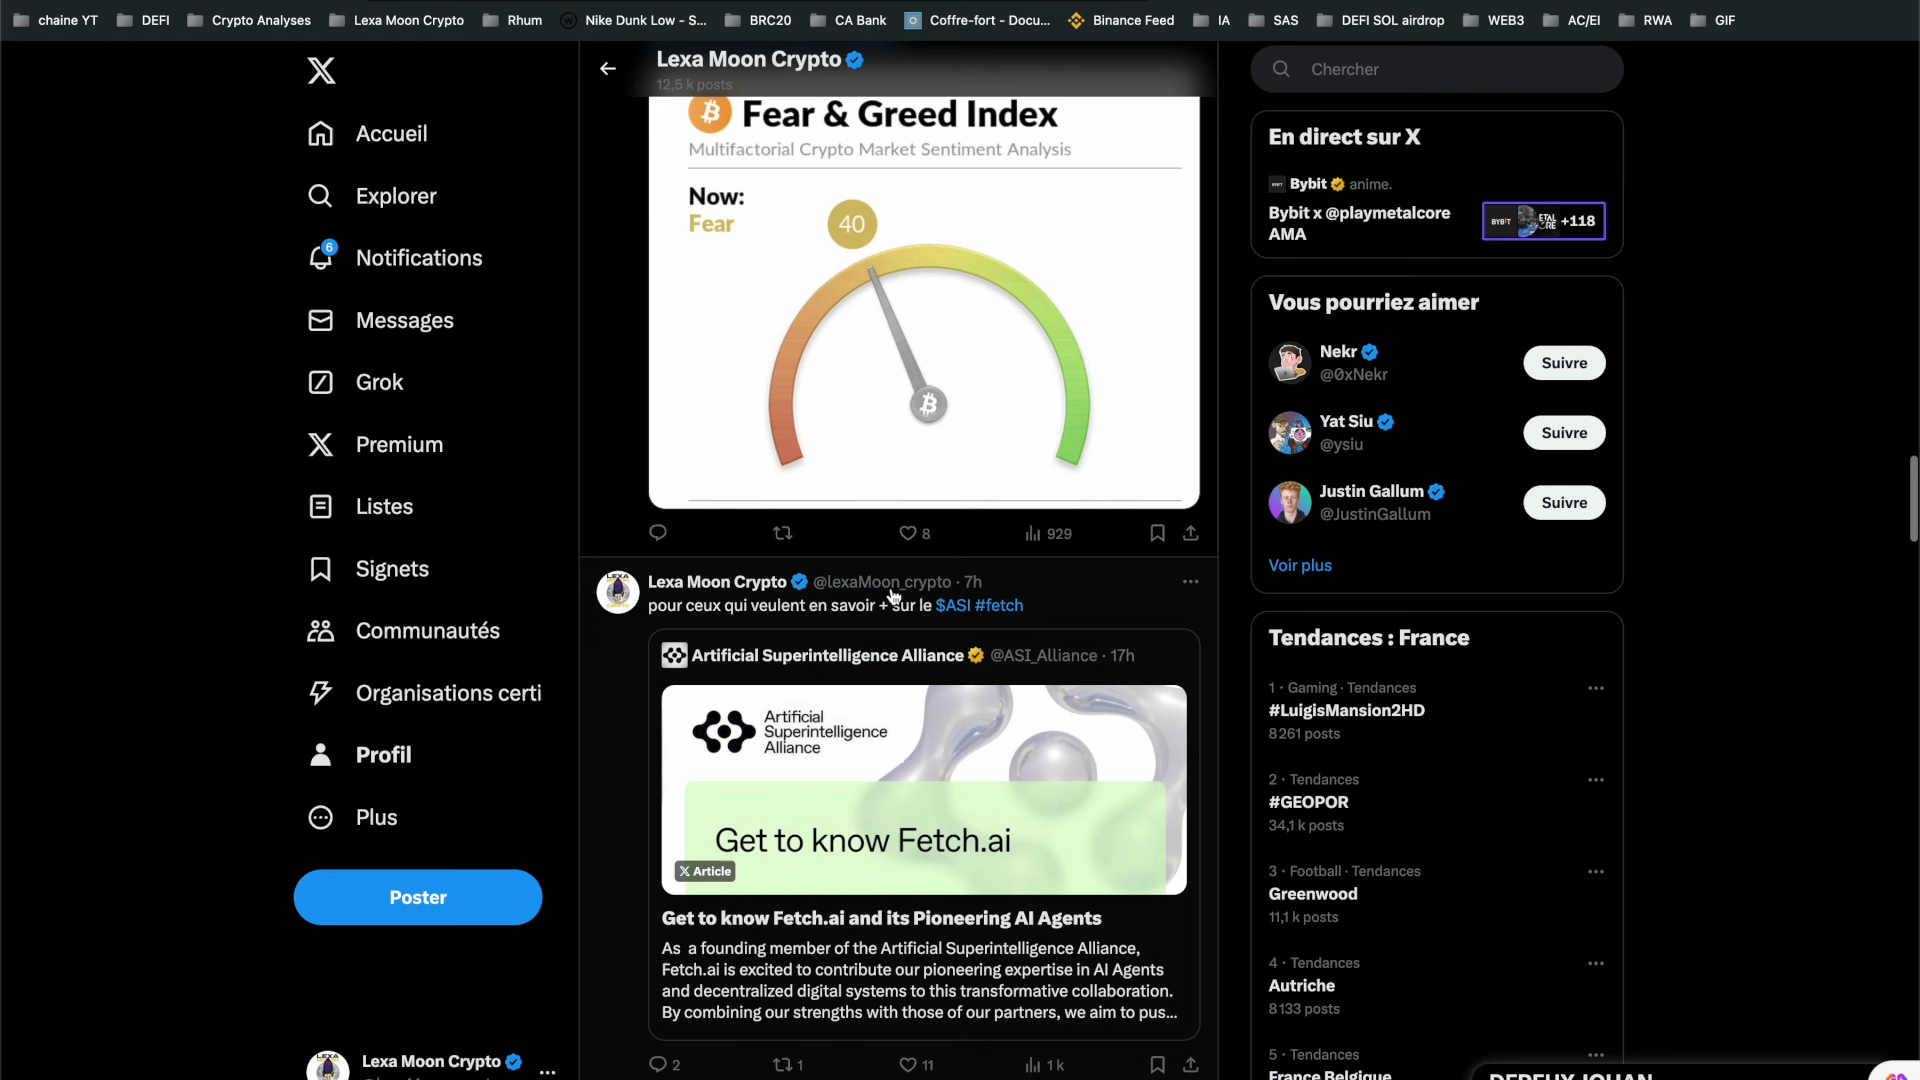 chaine YT
DEFI
Crypto Analyses
Lexa Moon Crypto
Rhum
Nike Dunk Low - S...
BRC20
CA Bank
Coffre-fort - Docu...
Binance Feed
IA
SAS
DEFI SOL airdrop
WEB3
AC/EI
RWA
GIF
Accueil
Explorer
6
Notifications
Messages
Grok
Premium
Listes
Signets
Communautés
Organisations certi
Profil
Plus
Poster
Lexa Moon Crypto
Lexa Moon Crypto
12,5 k posts
Fear & Greed Index
Multifactorial Crypto Market Sentiment Analysis
Now:
Fear
40
8
929
Lexa Moon Crypto @lexaMoon_crypto · 7h
pour ceux qui veulent en savoir + sur le $ASI #fetch
Artificial Superintelligence Alliance @ASI_Alliance · 17h
Artificial
Superintelligence
Alliance
Get to know Fetch.ai
Article
Get to know Fetch.ai and its Pioneering AI Agents
As a founding member of the Artificial Superintelligence Alliance,
Fetch.ai is excited to contribute our pioneering expertise in AI Agents
and decentralized digital systems to this transformative collaboration.
By combining our strengths with those of our partners, we aim to pus...
2
1
11
1 k
Chercher
En direct sur X
Bybit anime.
Bybit x @playmetalcore
AMA
BYBIT
+118
Vous pourriez aimer
Nekr
@0xNekr
Suivre
Yat Siu
@ysiu
Suivre
Justin Gallum
@JustinGallum
Suivre
Voir plus
Tendances : France
1 · Gaming · Tendances
#LuigisMansion2HD
8 261 posts
2 · Tendances
#GEOPOR
34,1 k posts
3 · Football · Tendances
Greenwood
11,1 k posts
4 · Tendances
Autriche
8 133 posts
5 · Tendances
France Belgique